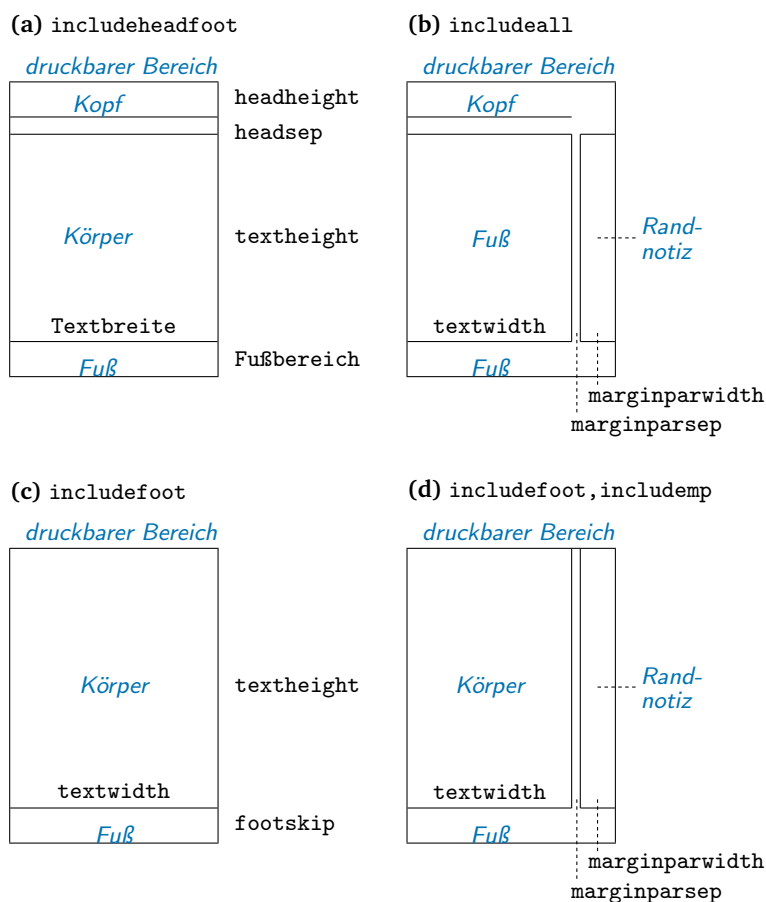 (a) includeheadfoot
druckbarer Bereich
Kopf
headheight
headsep
Körper
textheight
Textbreite
Fußbereich
Fuß
(b) includeall
druckbarer Bereich
Kopf
Fuß
Rand-
notiz
textwidth
Fuß
marginparwidth
marginparsep
(c) includefoot
druckbarer Bereich
Körper
textheight
textwidth
footskip
Fuß
(d) includefoot,includemp
druckbarer Bereich
Körper
Rand-
notiz
textwidth
Fuß
marginparwidth
marginparsep